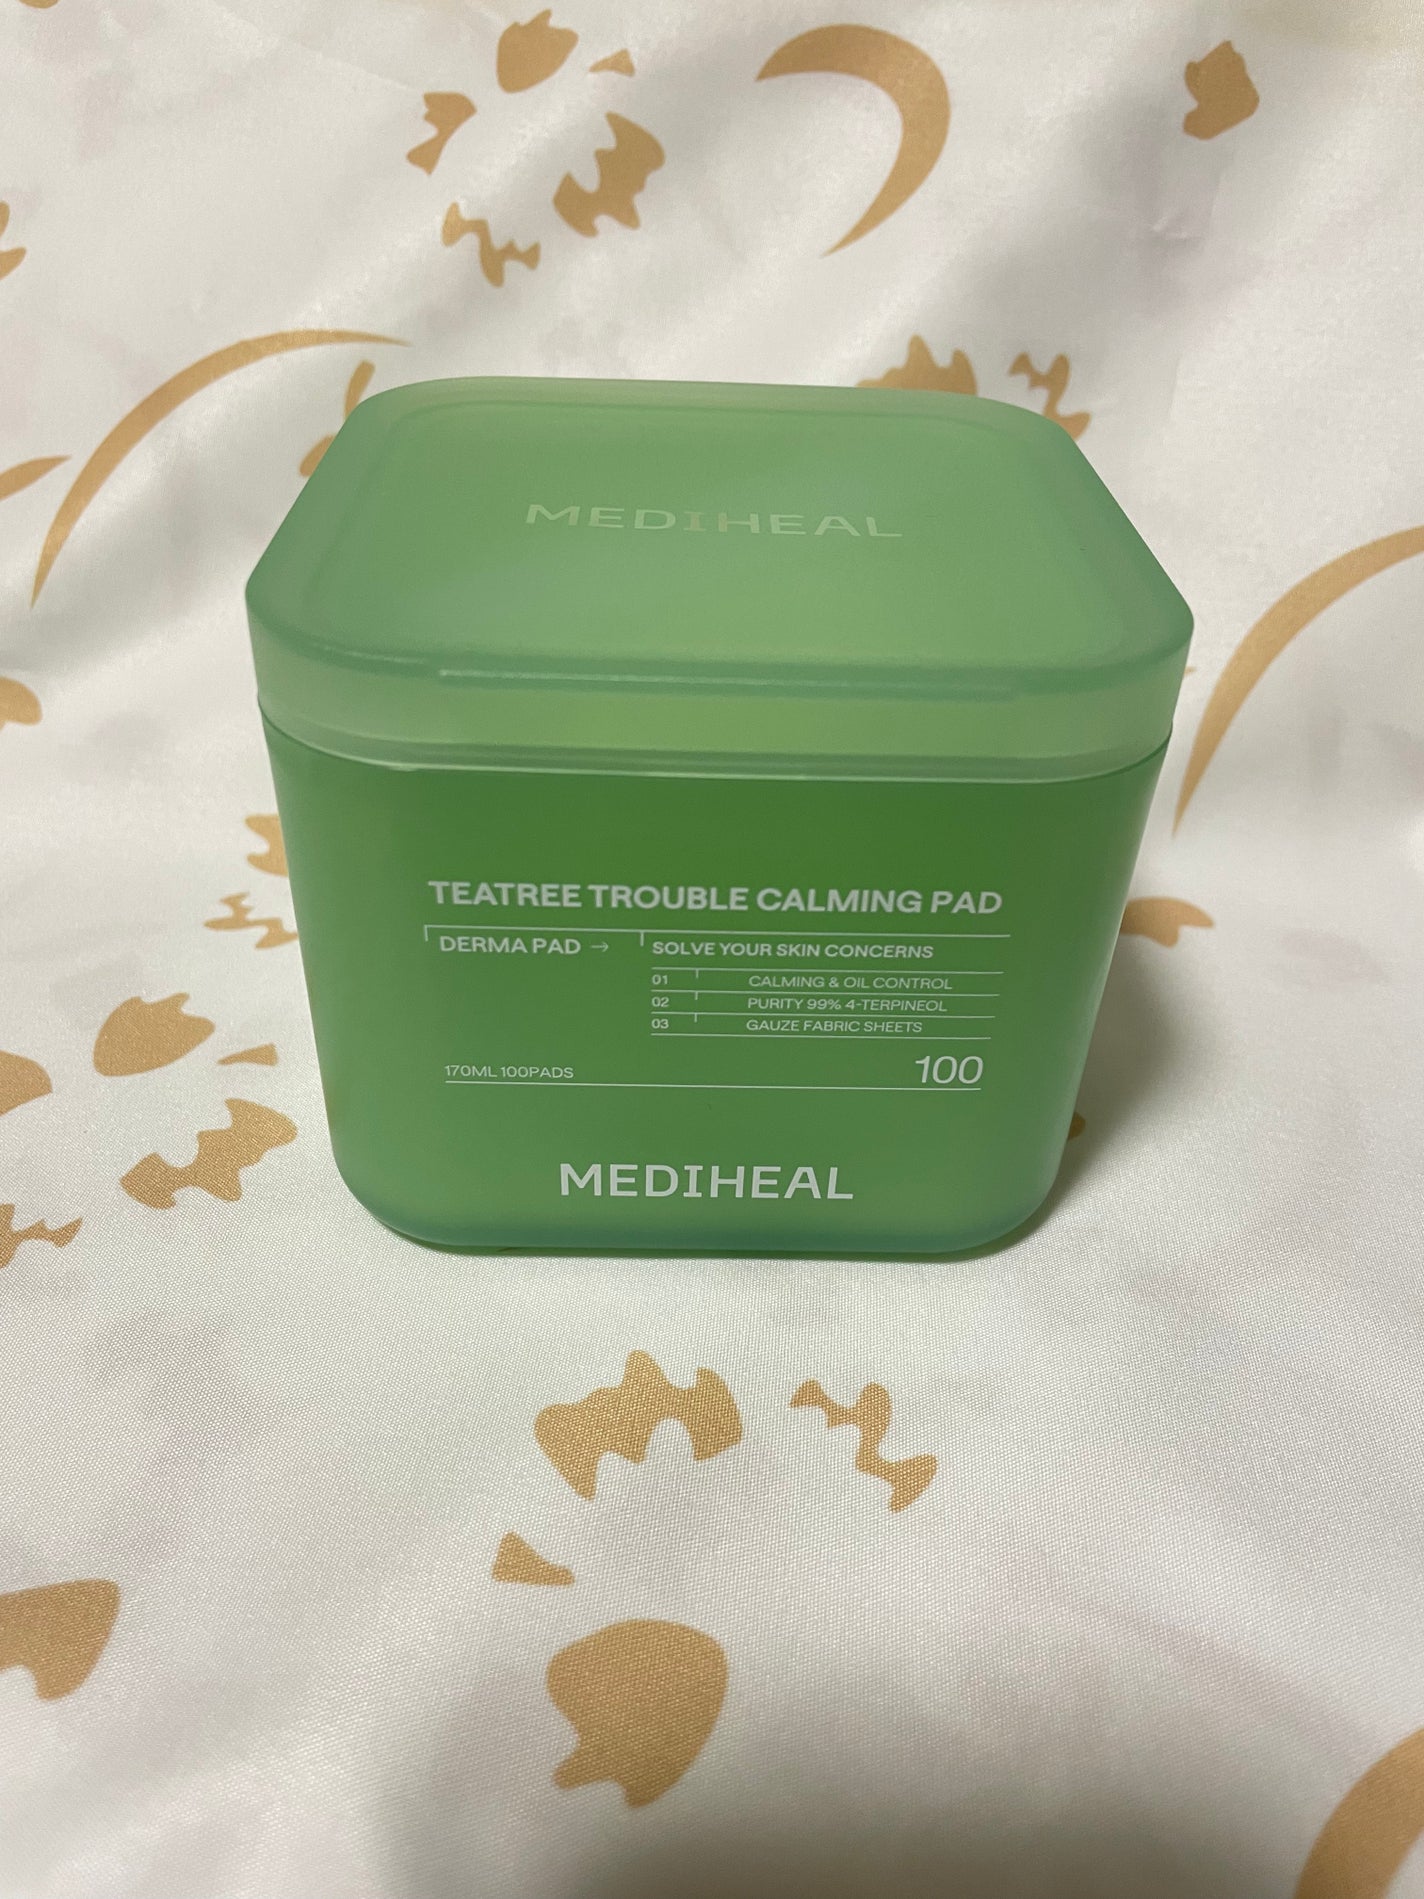 MEDIHEAL
TEATREE TROUBLE CALMING PAD
DERMA PAD → SOLVE YOUR SKIN CONCERNS
01 CALMING & OIL CONTROL
02 PURITY 99% 4-TERPINEOL
03 GAUZE FABRIC SHEETS
170ML 100PADS 100
MEDIHEAL